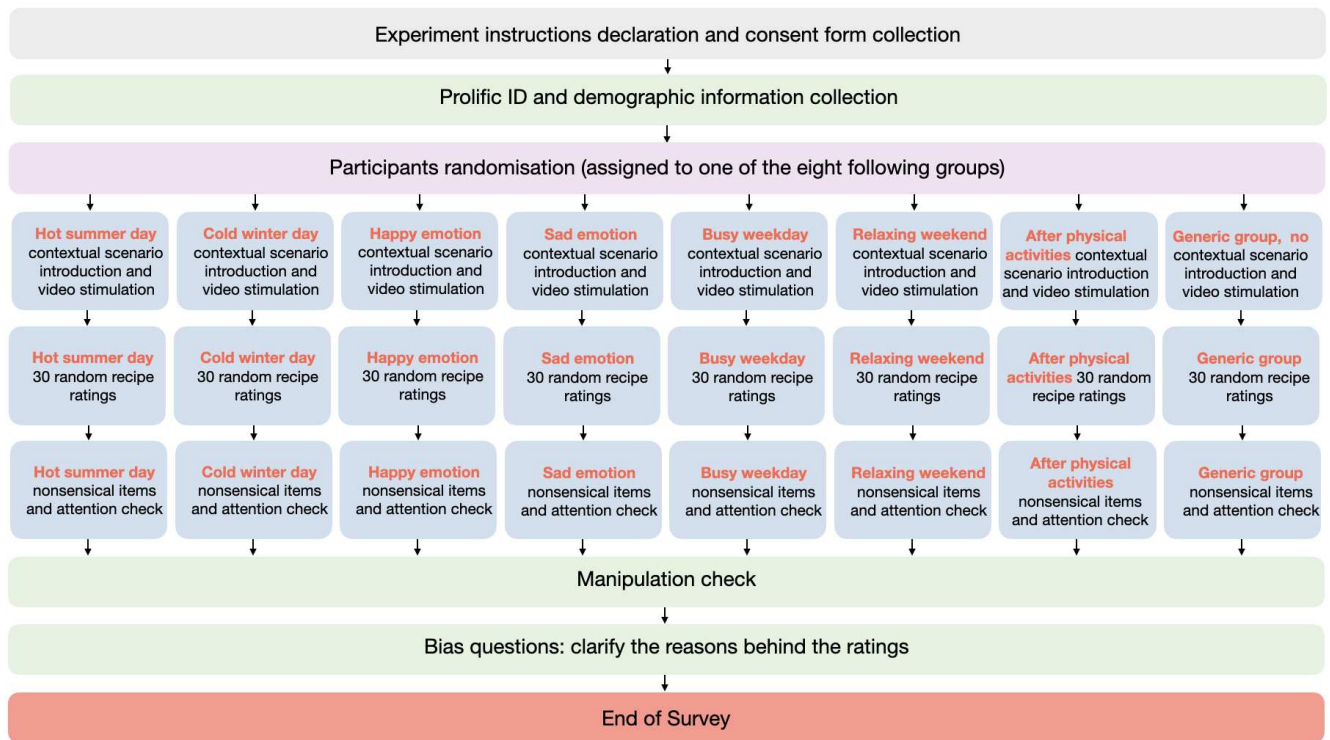 Experiment instructions declaration and consent form collection
Prolific ID and demographic information collection
Participants randomisation (assigned to one of the eight following groups)
Hot summer day
contextual scenario
introduction and
video stimulation
Cold winter day
contextual scenario
introduction and
video stimulation
Happy emotion
contextual scenario
introduction and
video stimulation
Sad emotion
contextual scenario
introduction and
video stimulation
Busy weekday
contextual scenario
introduction and
video stimulation
Relaxing weekend
contextual scenario
introduction and
video stimulation
After physical
activities contextual
scenario introduction
and video stimulation
Generic group, no
contextual scenario
introduction and
video stimulation
Hot summer day
30 random recipe
ratings
Cold winter day
30 random recipe
ratings
Happy emotion
30 random recipe
ratings
Sad emotion
30 random recipe
ratings
Busy weekday
30 random recipe
ratings
Relaxing weekend
30 random recipe
ratings
After physical
activities 30 random
recipe ratings
Generic group
30 random recipe
ratings
Hot summer day
nonsensical items
and attention check
Cold winter day
nonsensical items
and attention check
Happy emotion
nonsensical items
and attention check
Sad emotion
nonsensical items
and attention check
Busy weekday
nonsensical items
and attention check
Relaxing weekend
nonsensical items
and attention check
After physical
activities
nonsensical items
and attention check
Generic group
nonsensical items
and attention check
Manipulation check
Bias questions: clarify the reasons behind the ratings
End of Survey